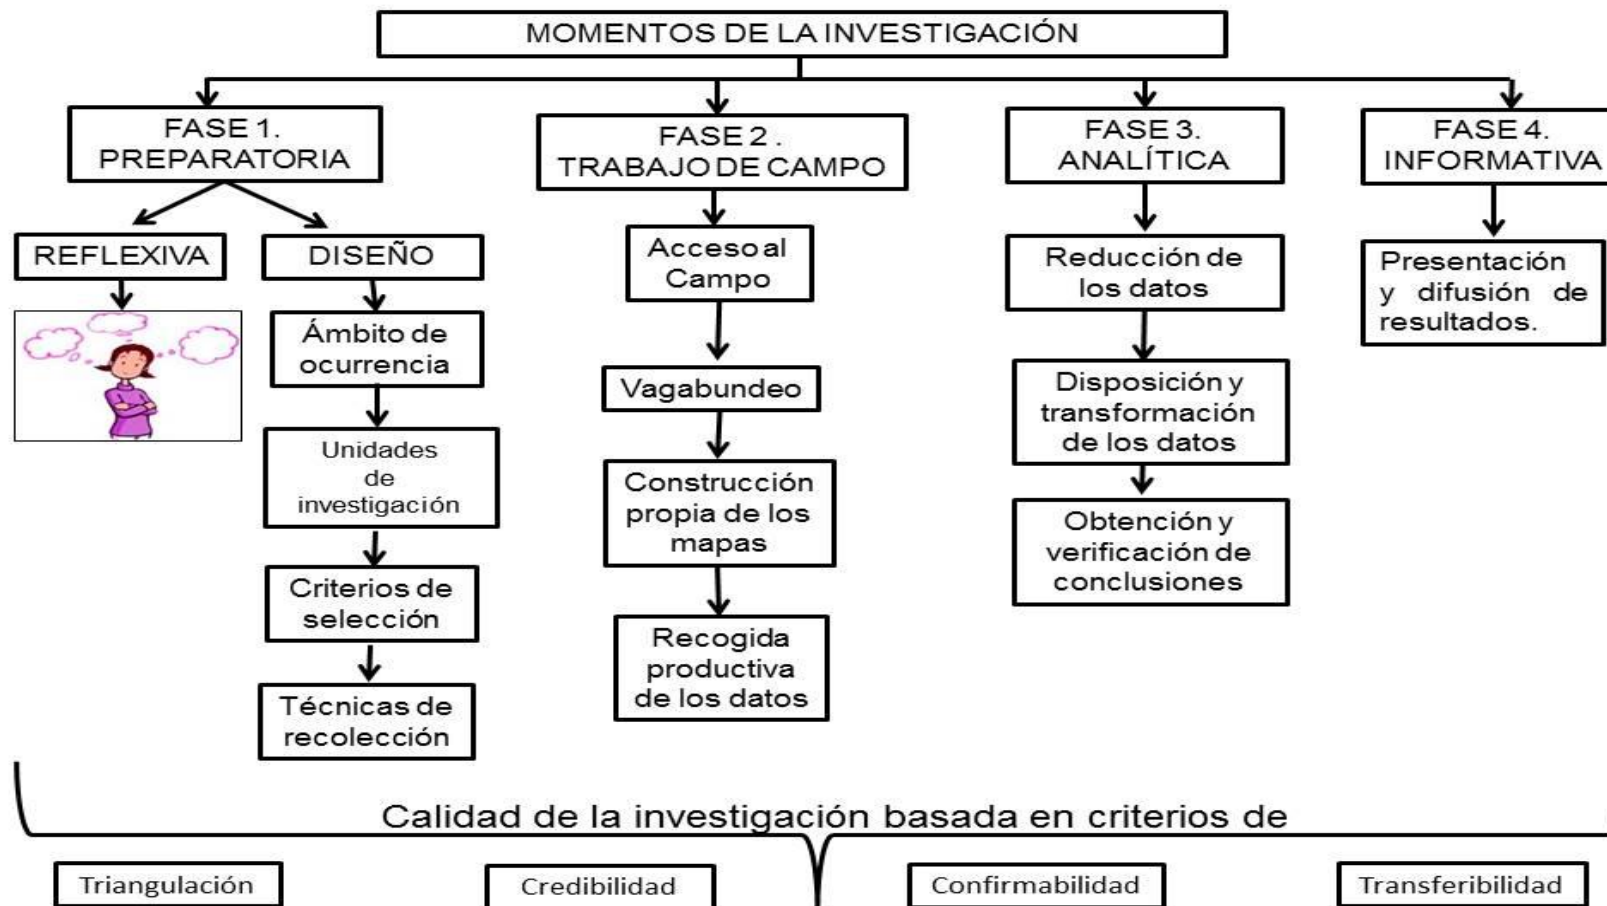 MOMENTOS DE LA INVESTIGACIÓN
FASE 1.
PREPARATORIA
REFLEXIVA
DISEÑO
Ámbito de
ocurrencia
Unidades
de
investigación
Criterios de
selección
Técnicas de
recolección
FASE 2.
TRABAJO DE CAMPO
Acceso al
Campo
Vagabundeo
Construcción
propia de los
mapas
Recogida
productiva
de los datos
FASE 3.
ANALÍTICA
Reducción de
los datos
Disposición y
transformación
de los datos
Obtención y
verificación de
conclusiones
FASE 4.
INFORMATIVA
Presentación
y difusión de
resultados.
Calidad de la investigación basada en criterios de
Triangulación
Credibilidad
Confirmabilidad
Transferibilidad